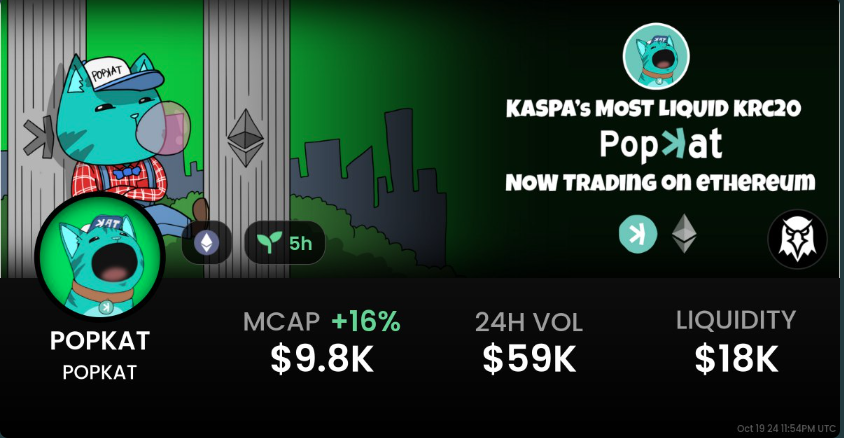 POPKAT
KASPA's MOST LIQUID KRC20
Popkat
NOW TRADING ON eTHEREUM
KAT
5h
POPKAT
POPKAT
MCAP +16%
$9.8K
24H VOL
$59K
LIQUIDITY
$18K
Oct 19 24 11:54PM UTC